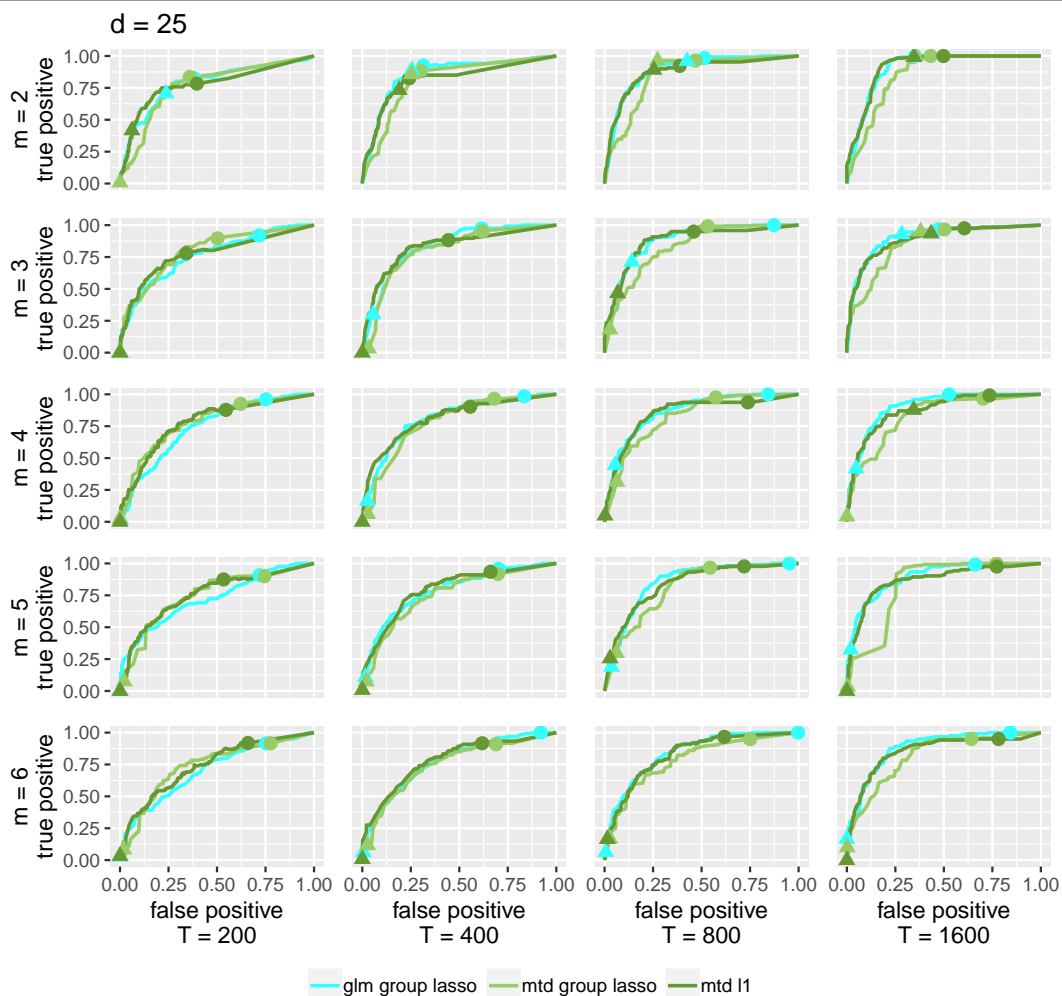 d = 25
m = 2
true positive
1.00
0.75
0.50
0.25
0.00
m = 3
true positive
1.00
0.75
0.50
0.25
0.00
m = 4
true positive
1.00
0.75
0.50
0.25
0.00
m = 5
true positive
1.00
0.75
0.50
0.25
0.00
m = 6
true positive
1.00
0.75
0.50
0.25
0.00
0.00 0.25 0.50 0.75 1.00
false positive
T = 200
0.00 0.25 0.50 0.75 1.00
false positive
T = 400
0.00 0.25 0.50 0.75 1.00
false positive
T = 800
0.00 0.25 0.50 0.75 1.00
false positive
T = 1600
glm group lasso mtd group lasso mtd l1